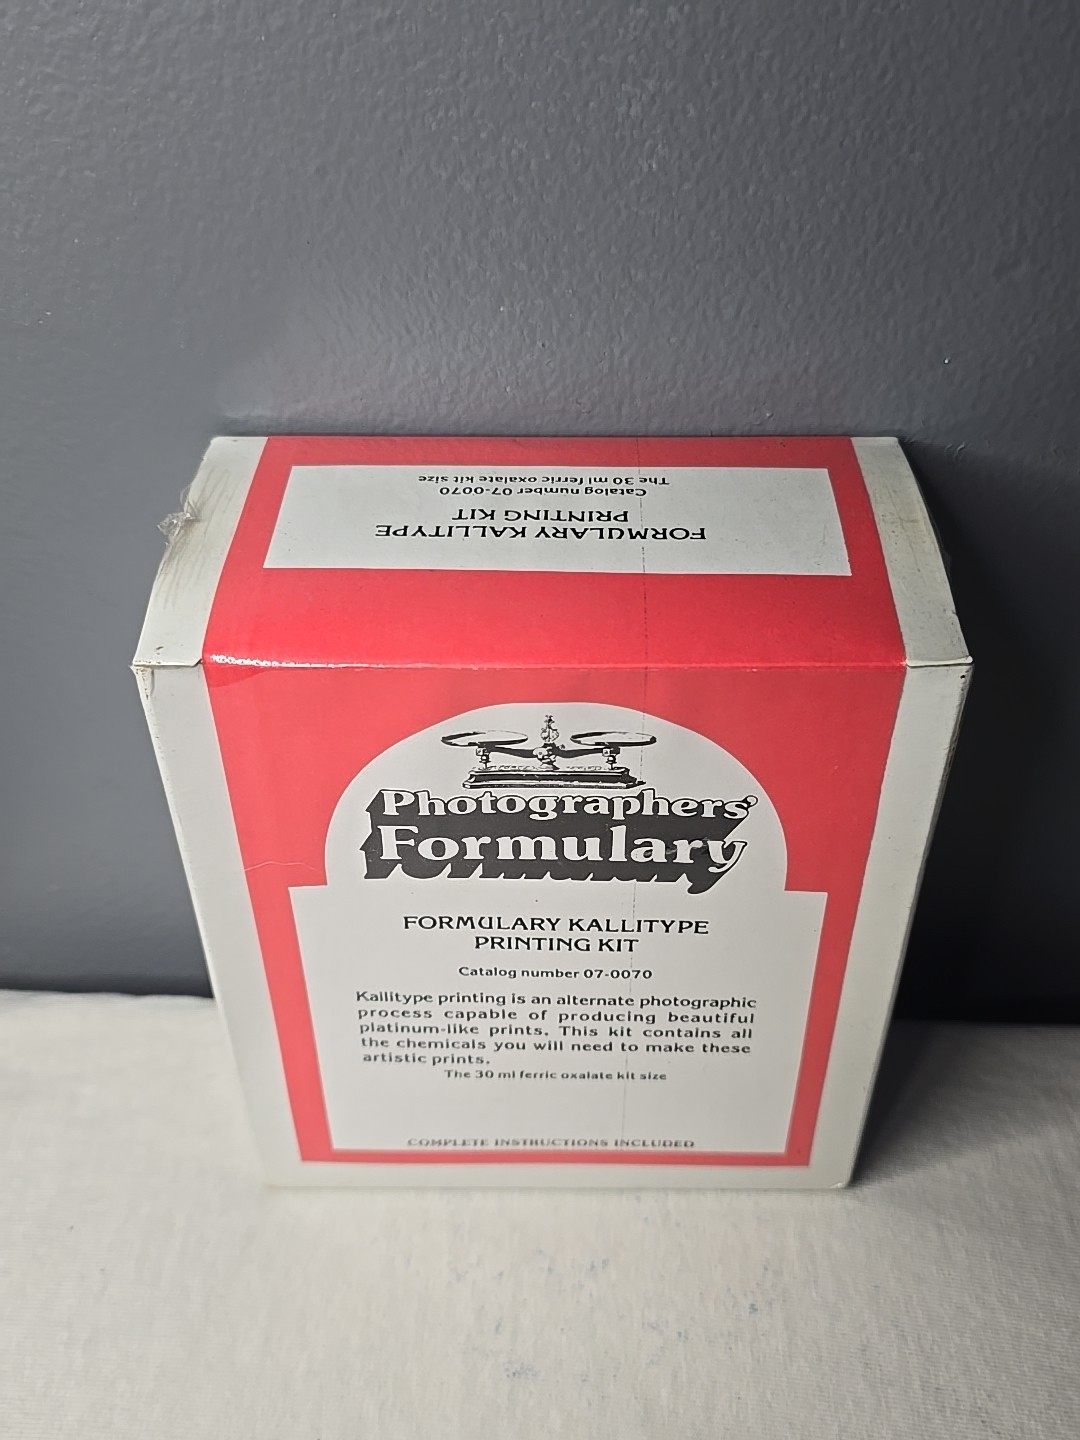 The 30 ml ferric oxalate kit size
Catalog number 07-0070
PRINTING KIT
FORMULARY KALLITYPE
Photographers'
Formulary
FORMULARY KALLITYPE
PRINTING KIT
Catalog number 07-0070
Kallitype printing is an alternate photographic
process capable of producing beautiful
platinum-like prints. This kit contains all
the chemicals you will need to make these
artistic prints.
The 30 ml ferric oxalate kit size
COMPLETE INSTRUCTIONS INCLUDED